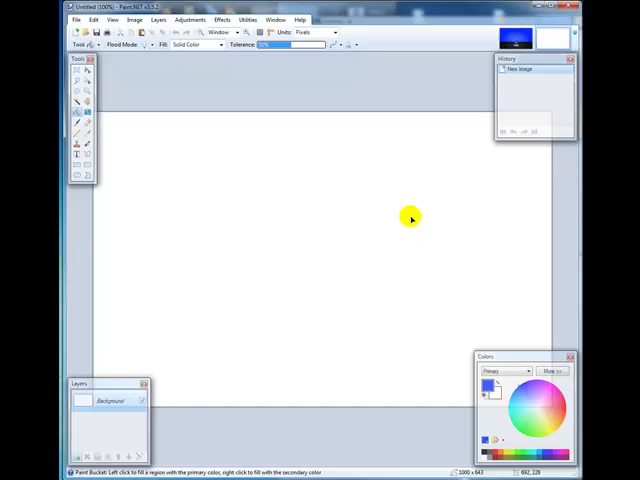 Untitled (100%) - Paint.NET v3.5.2
File Edit View Image Layers Adjustments Effects Utilities Window Help
Window Units: Pixels
Tool Flood Mode: Fill: Solid Color Tolerance: 50%
Tools
History
New Image
Layers
Background
Colors
Primary
More >>
Paint Bucket: Left click to fill a region with the primary color, right click to fill with the secondary color
1000 x 643
692, 228